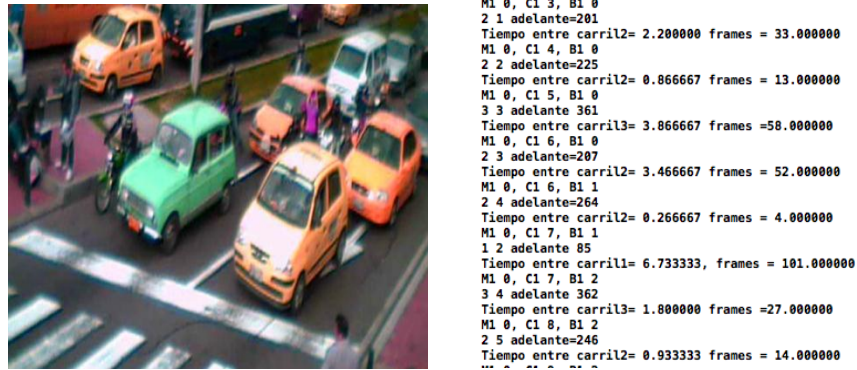 M1 0, C1 3, B1 0
2 1 adelante=201
Tiempo entre carril2= 2.200000 frames = 33.000000
M1 0, C1 4, B1 0
2 2 adelante=225
Tiempo entre carril2= 0.866667 frames = 13.000000
M1 0, C1 5, B1 0
3 3 adelante 361
Tiempo entre carril3= 3.866667 frames =58.000000
M1 0, C1 6, B1 0
2 3 adelante=207
Tiempo entre carril2= 3.466667 frames = 52.000000
M1 0, C1 6, B1 1
2 4 adelante=264
Tiempo entre carril2= 0.266667 frames = 4.000000
M1 0, C1 7, B1 1
1 2 adelante 85
Tiempo entre carril1= 6.733333, frames = 101.000000
M1 0, C1 7, B1 2
3 4 adelante 362
Tiempo entre carril3= 1.800000 frames =27.000000
M1 0, C1 8, B1 2
2 5 adelante=246
Tiempo entre carril2= 0.933333 frames = 14.000000